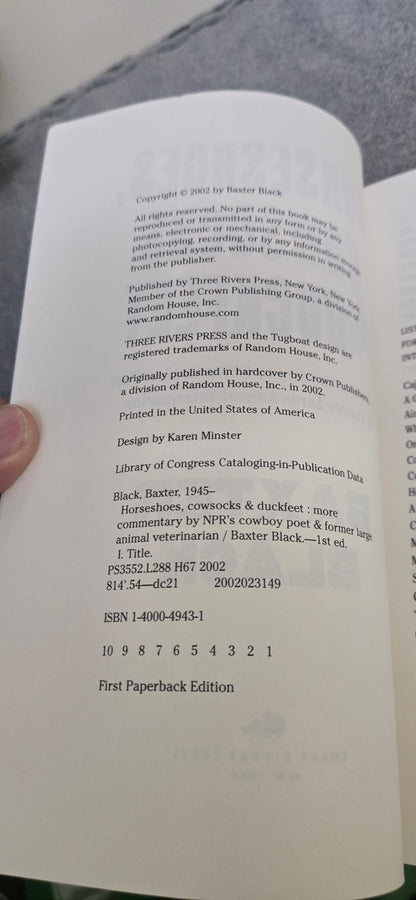 Copyright © 2002 by Baxter Black
All rights reserved. No part of this book may be
reproduced or transmitted in any form or by any
means, electronic or mechanical, including
photocopying, recording, or by any information storage
and retrieval system, without permission in writing
from the publisher.
Published by Three Rivers Press, New York, New York.
Member of the Crown Publishing Group, a division of
Random House, Inc.
www.randomhouse.com
THREE RIVERS PRESS and the Tugboat design are
registered trademarks of Random House, Inc.
Originally published in hardcover by Crown Publishers,
a division of Random House, Inc., in 2002.
Printed in the United States of America
Design by Karen Minster
Library of Congress Cataloging-in-Publication Data
Black, Baxter, 1945–
Horseshoes, cowsocks & duckfeet : more
commentary by NPR's cowboy poet & former large
animal veterinarian / Baxter Black.—1st ed.
I. Title.
PS3552.L288 H67 2002
814'.54—dc21 2002023149
ISBN 1-4000-4943-1
10 9 8 7 6 5 4 3 2 1
First Paperback Edition